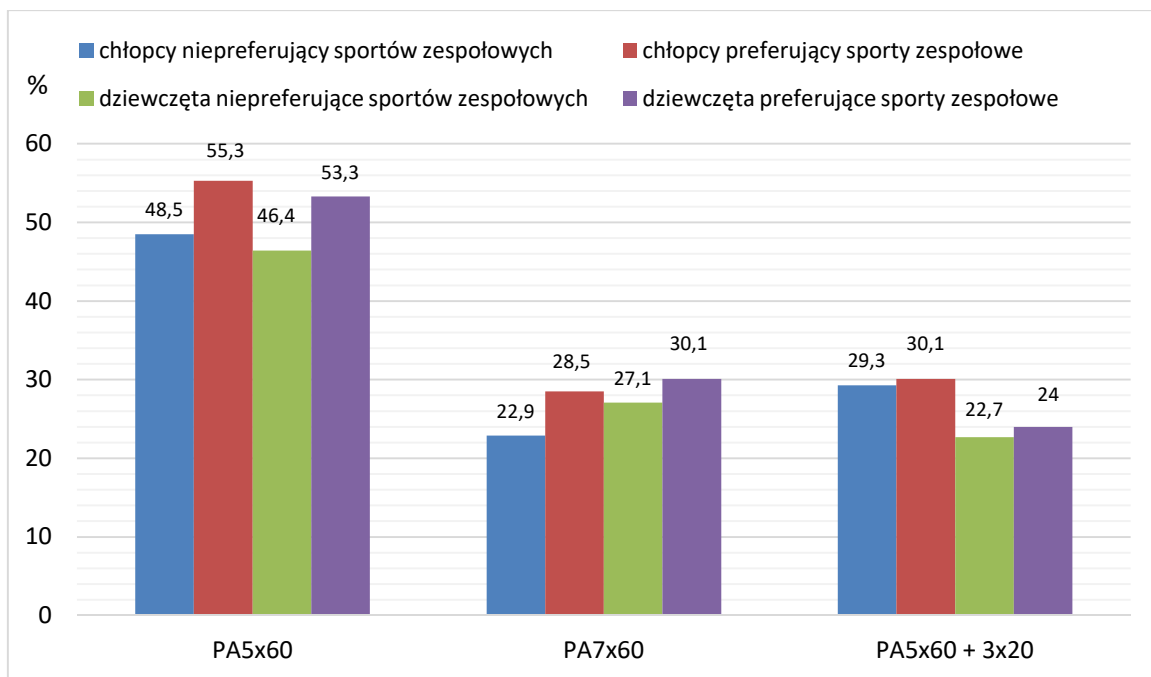 chłopcy niepreferujący sportów zespołowych
chłopcy preferujący sporty zespołowe
dziewczęta niepreferujące sportów zespołowych
dziewczęta preferujące sporty zespołowe
%
60
50
40
30
20
10
0
48,5
55,3
46,4
53,3
22,9
28,5
27,1
30,1
29,3
30,1
22,7
24
PA5x60
PA7x60
PA5x60 + 3x20